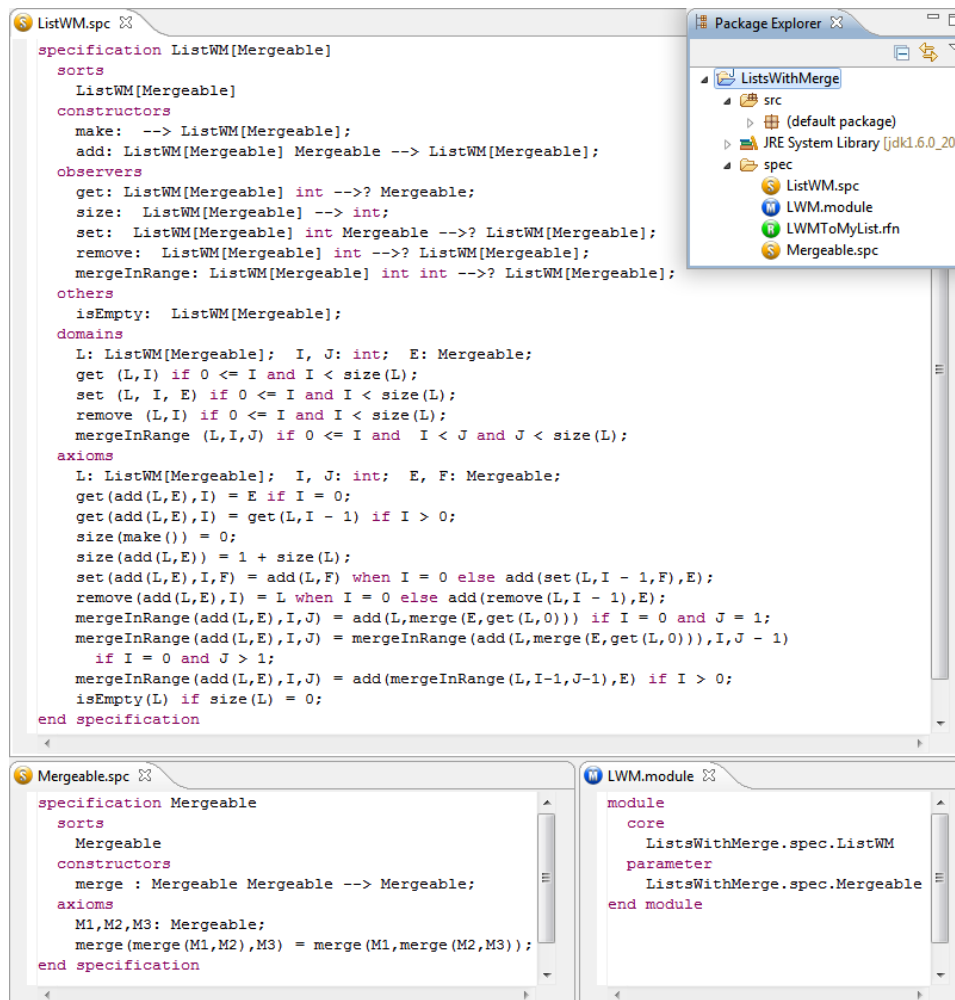 ListWM.spc
specification ListWM[Mergeable]
sorts
ListWM[Mergeable]
constructors
make:  --> ListWM[Mergeable];
add: ListWM[Mergeable] Mergeable --> ListWM[Mergeable];
observers
get: ListWM[Mergeable] int -->? Mergeable;
size:  ListWM[Mergeable] --> int;
set:  ListWM[Mergeable] int Mergeable -->? ListWM[Mergeable];
remove:  ListWM[Mergeable] int -->? ListWM[Mergeable];
mergeInRange: ListWM[Mergeable] int int -->? ListWM[Mergeable];
others
isEmpty:  ListWM[Mergeable];
domains
L: ListWM[Mergeable];  I, J: int;  E: Mergeable;
get (L,I) if 0 <= I and I < size(L);
set (L, I, E) if 0 <= I and I < size(L);
remove (L,I) if 0 <= I and I < size(L);
mergeInRange (L,I,J) if 0 <= I and  I < J and J < size(L);
axioms
L: ListWM[Mergeable];  I, J: int;  E, F: Mergeable;
get(add(L,E),I) = E if I = 0;
get(add(L,E),I) = get(L,I - 1) if I > 0;
size(make()) = 0;
size(add(L,E)) = 1 + size(L);
set(add(L,E),I,F) = add(L,F) when I = 0 else add(set(L,I - 1,F),E);
remove(add(L,E),I) = L when I = 0 else add(remove(L,I - 1),E);
mergeInRange(add(L,E),I,J) = add(L,merge(E,get(L,0))) if I = 0 and J = 1;
mergeInRange(add(L,E),I,J) = mergeInRange(add(L,merge(E,get(L,0))),I,J - 1)
if I = 0 and J > 1;
mergeInRange(add(L,E),I,J) = add(mergeInRange(L,I-1,J-1),E) if I > 0;
isEmpty(L) if size(L) = 0;
end specification
Package Explorer
ListsWithMerge
src
(default package)
JRE System Library [jdk1.6.0_20
spec
ListWM.spc
LWM.module
LWMToMyList.rfn
Mergeable.spc
Mergeable.spc
specification Mergeable
sorts
Mergeable
constructors
merge : Mergeable Mergeable --> Mergeable;
axioms
M1,M2,M3: Mergeable;
merge(merge(M1,M2),M3) = merge(M1,merge(M2,M3));
end specification
LWM.module
module
core
ListsWithMerge.spec.ListWM
parameter
ListsWithMerge.spec.Mergeable
end module